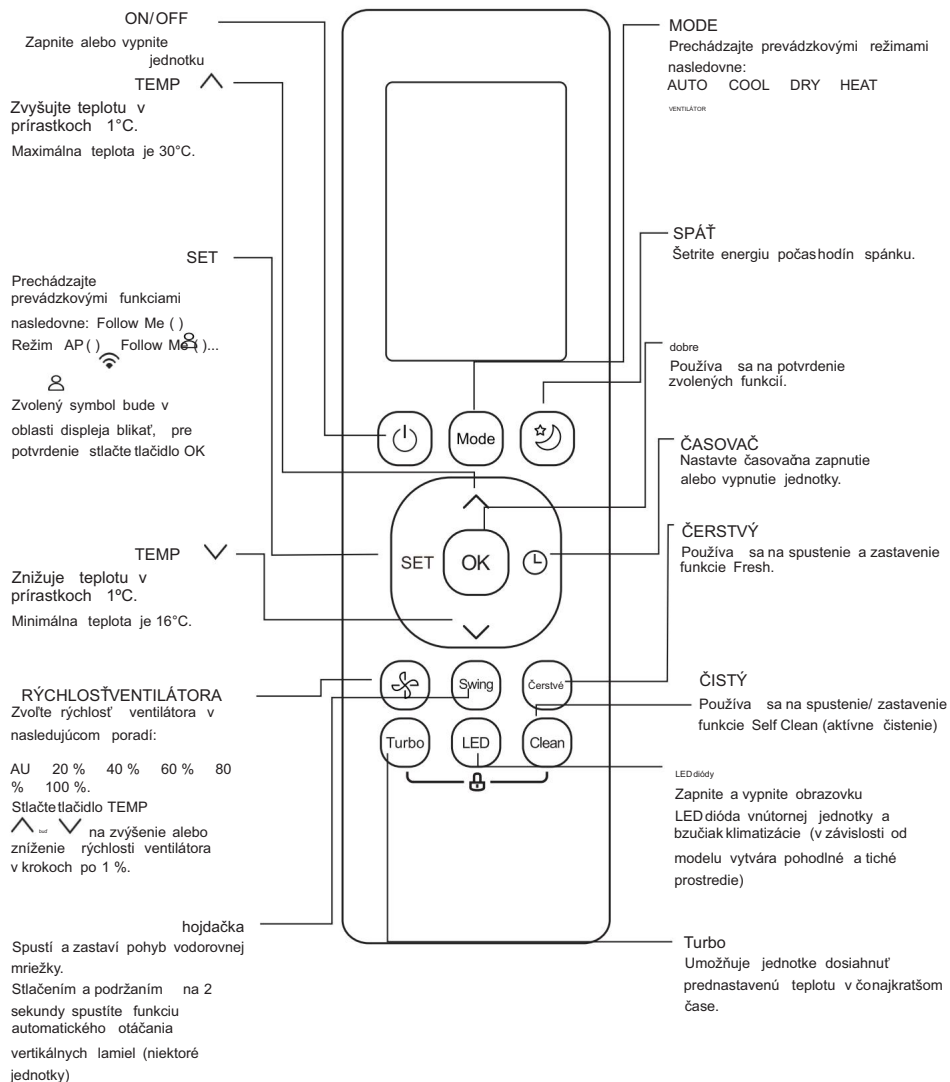 ON/OFF
Zapnite alebo vypnite
jednotku
TEMP
Zvyšujte teplotu v
prírastkoch 1°C.
Maximálna teplota je 30°C.
SET
Prechádzajte
prevádzkovými funkciami
nasledovne: Follow Me ( )
Režim AP ( ) Follow Me ( )...
Zvolený symbol bude v
oblasti displeja blikať, pre
potvrdenie stlačte tlačidlo OK
TEMP
Znižuje teplotu v
prírastkoch 1ºC.
Minimálna teplota je 16°C.
RÝCHLOSŤVENTILÁTORA
Zvoľte rýchlosť ventilátora v
nasledujúcom poradí:
AU 20 % 40 % 60 % 80
% 100 %.
Stlačte tlačidlo TEMP
buď na zvýšenie alebo
zníženie rýchlosti ventilátora
v krokoch po 1 %.
hojdačka
Spustí a zastaví pohyb vodorovnej
mriežky.
Stlačením a podržaním na 2
sekundy spustíte funkciu
automatického otáčania
vertikálnych lamiel (niektoré
jednotky)
Mode
SET
OK
Swing
Čerstvé
Turbo
LED
Clean
MODE
Prechádzajte prevádzkovými režimami
nasledovne:
AUTO COOL DRY HEAT
VENTILÁTOR
SPÁŤ
Šetrite energiu počas hodín spánku.
dobre
Používa sa na potvrdenie
zvolených funkcií.
ČASOVAČ
Nastavte časovač na zapnutie
alebo vypnutie jednotky.
ČERSTVÝ
Používa sa na spustenie a zastavenie
funkcie Fresh.
ČISTÝ
Používa sa na spustenie/ zastavenie
funkcie Self Clean (aktívne čistenie)
LED diódy
Zapnite a vypnite obrazovku
LED dióda vnútornej jednotky a
bzučiak klimatizácie (v závislosti od
modelu vytvára pohodlné a tiché
prostredie)
Turbo
Umožňuje jednotke dosiahnuť
prednastavenú teplotu v čo najkratšom
čase.